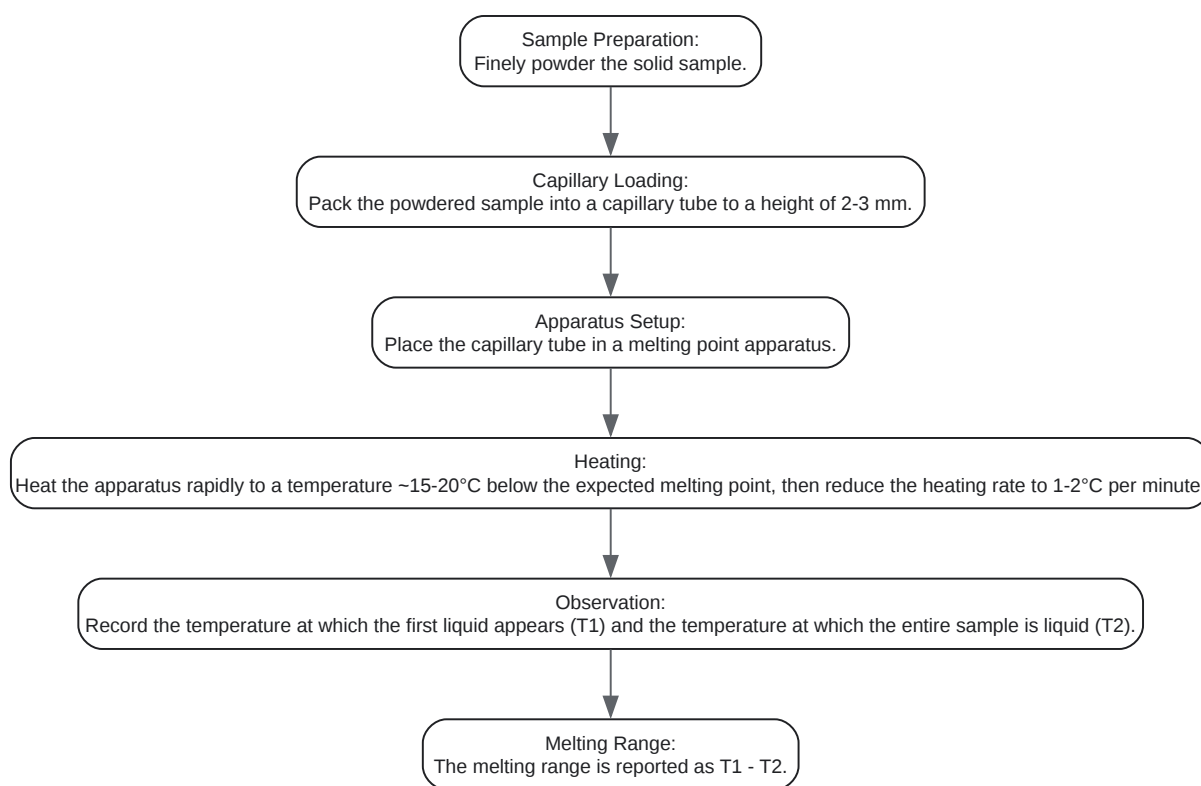 Sample Preparation:
Finely powder the solid sample.
Capillary Loading:
Pack the powdered sample into a capillary tube to a height of 2-3 mm.
Apparatus Setup:
Place the capillary tube in a melting point apparatus.
Heating:
Heat the apparatus rapidly to a temperature ~15-20°C below the expected melting point, then reduce the heating rate to 1-2°C per minute
Observation:
Record the temperature at which the first liquid appears (T1) and the temperature at which the entire sample is liquid (T2).
Melting Range:
The melting range is reported as T1 - T2.